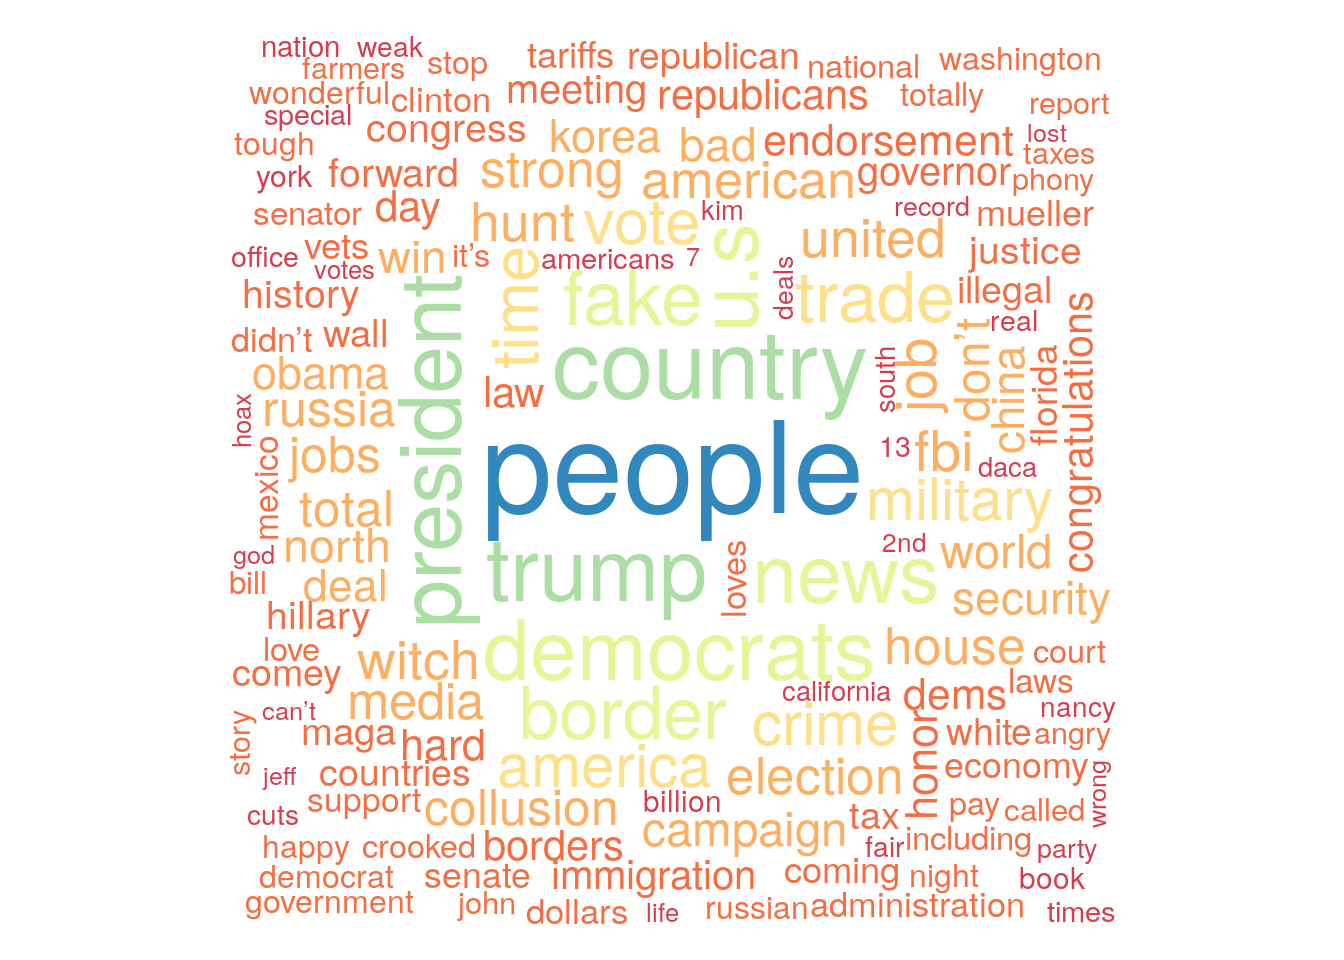 nation weak
farmers stop tariffs republican national washington
wonderful clinton meeting republicans totally report
special congress korea bad endorsement lost
tough forward strong american governor taxes
york phony
senator day hunt vote kim record mueller
office vets win it's americans 7 u.s united justice
votes time fake deals trade illegal
history real
didn't wall president country south job don't china florida congratulations
obama law
russia
hoax jobs people 13 fbi daca
mexico total military
north trump loves news 2nd world
god
bill deal security
hillary
love witch democrats house court
comey california dems laws
can't media border crime honor nancy
story maga hard white angry
jeff countries america election economy wrong
cuts support collusion billion campaign tax pay called
happy crooked borders fair including party
democrat senate immigration coming night book
government john dollars life russian administration times